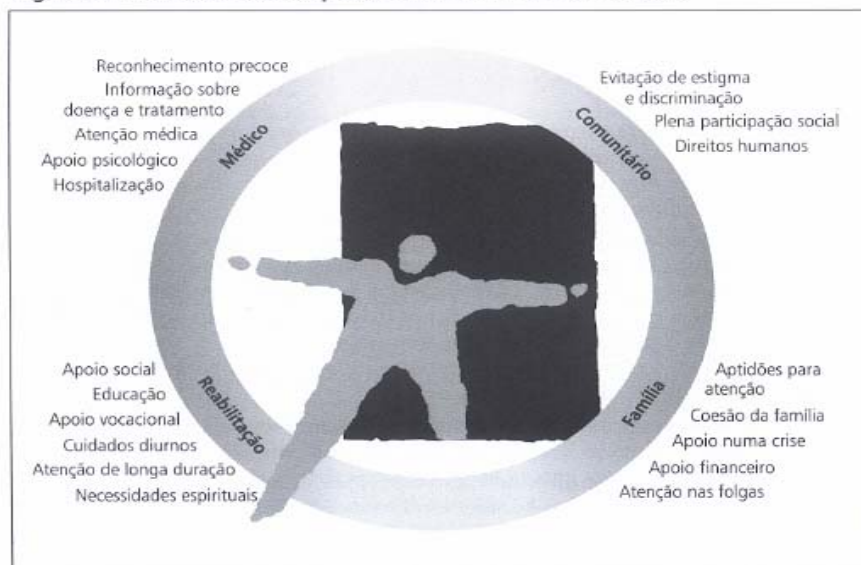 Reconhecimento precoce
Informação sobre
doença e tratamento
Atenção médica
Apoio psicológico
Hospitalização
Médico
Evitação de estigma
e discriminação
Plena participação social
Direitos humanos
Comunitário
Apoio social
Educação
Apoio vocacional
Cuidados diurnos
Atenção de longa duração
Necessidades espirituais
Reabilitação
Aptidões para
atenção
Coesão da família
Apoio numa crise
Apoio financeiro
Atenção nas folgas
Família